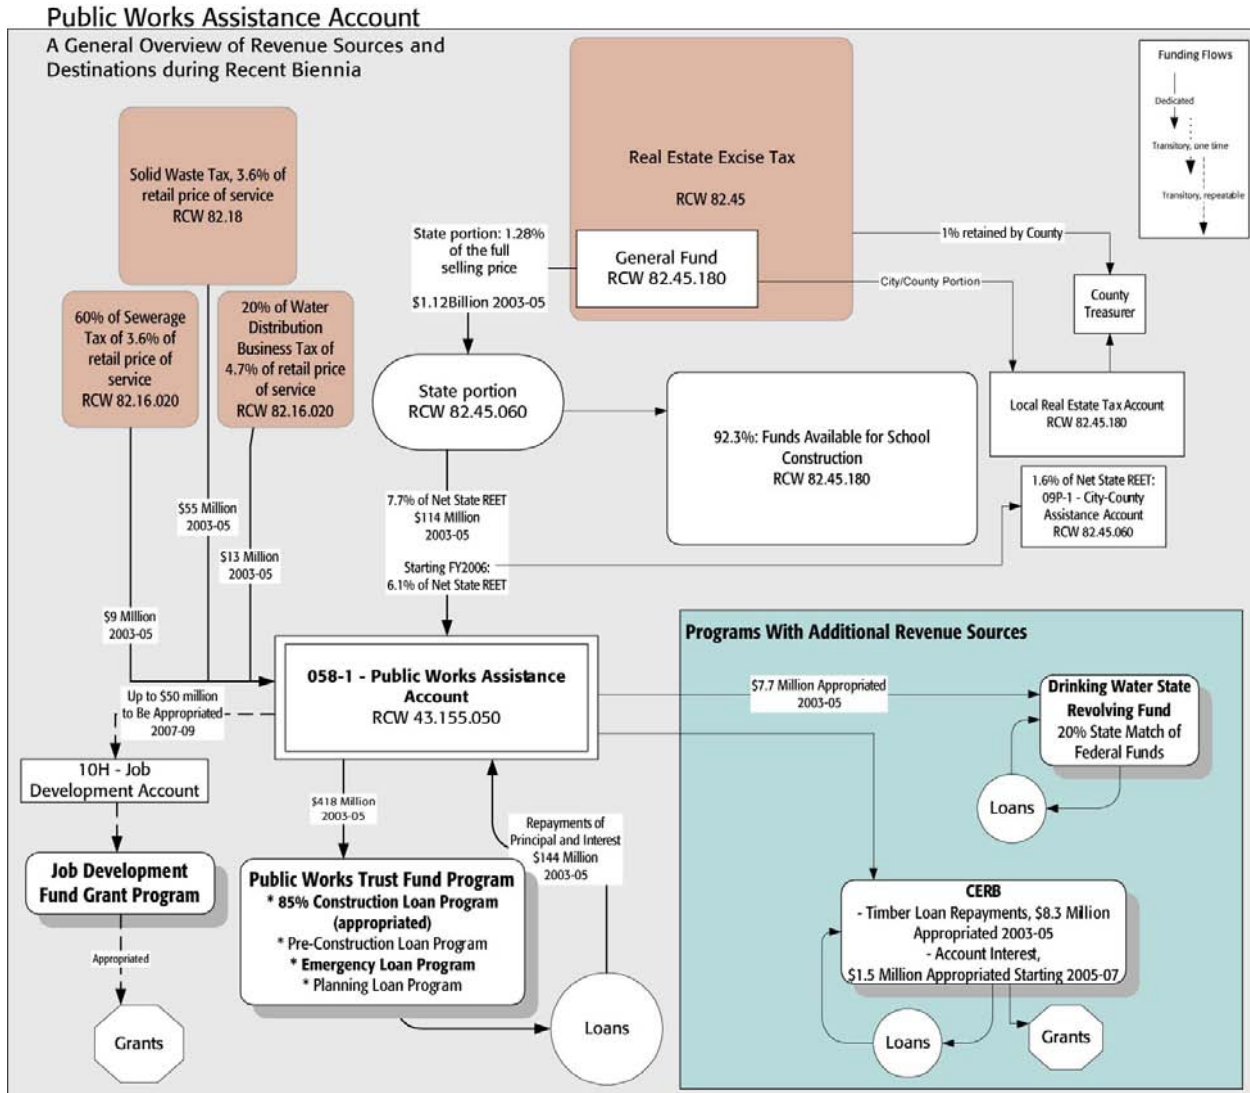 Public Works Assistance Account
A General Overview of Revenue Sources and
Destinations during Recent Biennia
Funding Flows
Dedicated
Transitory, one time
Transitory, repeatable
Solid Waste Tax, 3.6% of
retail price of service
RCW 82.18
Real Estate Excise Tax
RCW 82.45
State portion: 1.28%
of the full
selling price
$1.12Billion 2003-05
General Fund
RCW 82.45.180
1% retained by County
City/County Portion
County
Treasurer
60% of Sewerage
Tax of 3.6% of
retail price of
service
RCW 82.16.020
20% of Water
Distribution
Business Tax of
4.7% of retail price
of service
RCW 82.16.020
State portion
RCW 82.45.060
92.3%: Funds Available for School
Construction
RCW 82.45.180
Local Real Estate Tax Account
RCW 82.45.180
1.6% of Net State REET:
09P-1 - City-County
Assistance Account
RCW 82.45.060
$55 Million
2003-05
7.7% of Net State REET
$114 MIllion
2003-05
$13 Million
2003-05
Starting FY2006:
6.1% of Net State REET
$9 MIllion
2003-05
058-1 - Public Works Assistance
Account
RCW 43.155.050
Programs With Additional Revenue Sources
$7.7 Million Appropriated
2003-05
Drinking Water State
Revolving Fund
20% State Match of
Federal Funds
Loans
Up to $50 million
to Be Appropriated
2007-09
10H - Job
Development Account
$418 Million
2003-05
Repayments of
Principal and Interest
$144 Million
2003-05
Job Development
Fund Grant Program
Appropriated
Grants
Public Works Trust Fund Program
* 85% Construction Loan Program
(appropriated)
* Pre-Construction Loan Program
* Emergency Loan Program
* Planning Loan Program
Loans
CERB
- Timber Loan Repayments, $8.3 Million
Appropriated 2003-05
- Account Interest,
$1.5 Million Appropriated Starting 2005-07
Loans
Grants